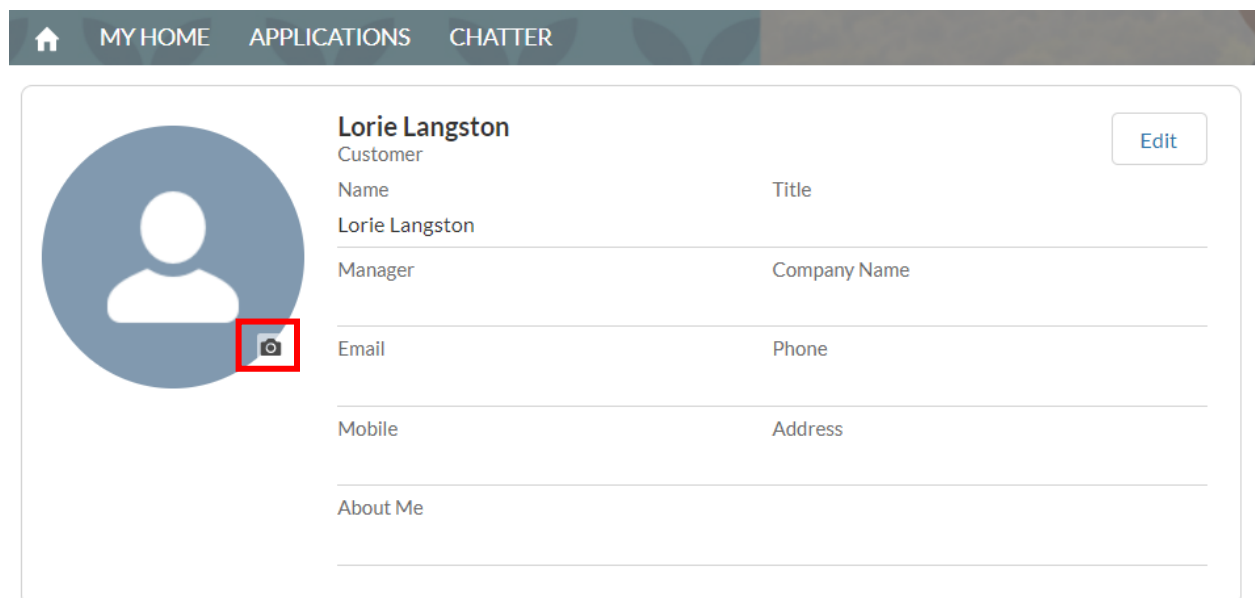 MY HOME APPLICATIONS CHATTER
Lorie Langston
Edit
Customer
Name Title
Lorie Langston
Manager Company Name
Email Phone
Mobile Address
About Me